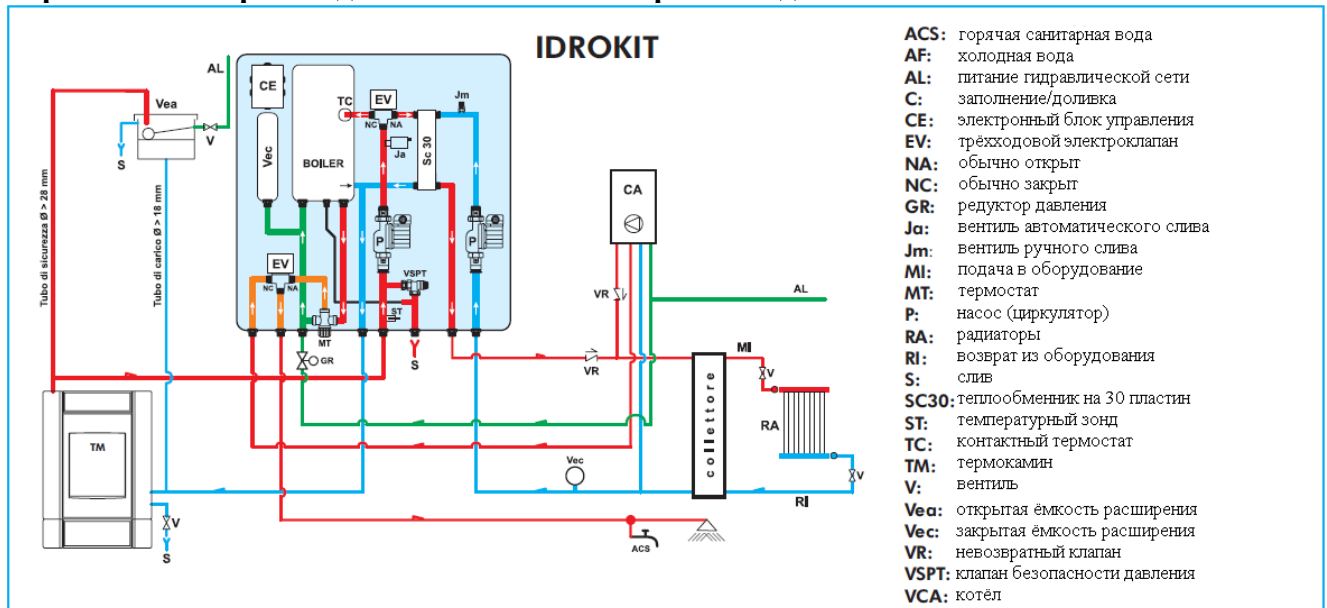 IDROKIT
AL
Vea
V
S
Tubo di sicurezza Ø > 28 mm
Tubo di carico Ø > 18 mm
CE
Vec
BOILER
TC
EV
NC
NA
Ja
Sc 30
Jm
P
P
EV
NC
NA
MT
VSPT
ST
S
GR
CA
VR
AL
VR
MI
V
RA
collettore
Vec
V
RI
TM
V
S
ACS
ACS: горячая санитарная вода
AF: холодная вода
AL: питание гидравлической сети
C: заполнение/доливка
CE: электронный блок управления
EV: трёхходовой электроклапан
NA: обычно открыт
NC: обычно закрыт
GR: редуктор давления
Ja: вентиль автоматического слива
Jm: вентиль ручного слива
MI: подача в оборудование
MT: термостат
P: насос (циркулятор)
RA: радиаторы
RI: возврат из оборудования
S: слив
SC30: теплообменник на 30 пластин
ST: температурный зонд
TC: контактный термостат
TM: термокамин
V: вентиль
Vea: открытая ёмкость расширения
Vec: закрытая ёмкость расширения
VR: невозвратный клапан
VSPT: клапан безопасности давления
VCA: котёл